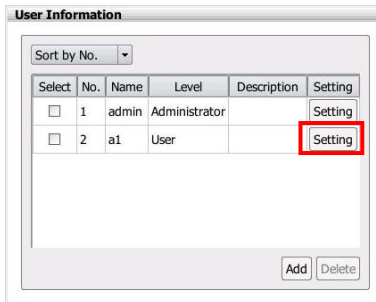 User Information
Sort by No.
Select No. Name Level Description Setting
1 admin Administrator Setting
2 a1 User Setting
Add Delete